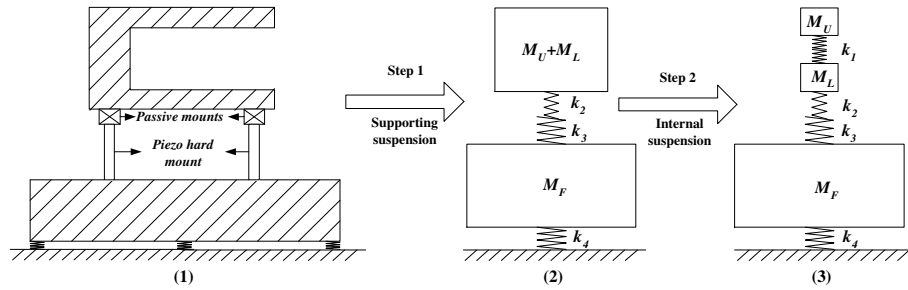 Passive mounts
Piezo hard
mount
(1)
Step 1
Supporting
suspension
M_U+M_L
k_2
k_3
M_F
k_4
(2)
Step 2
Internal
suspension
M_U
k_1
M_L
k_2
k_3
M_F
k_4
(3)